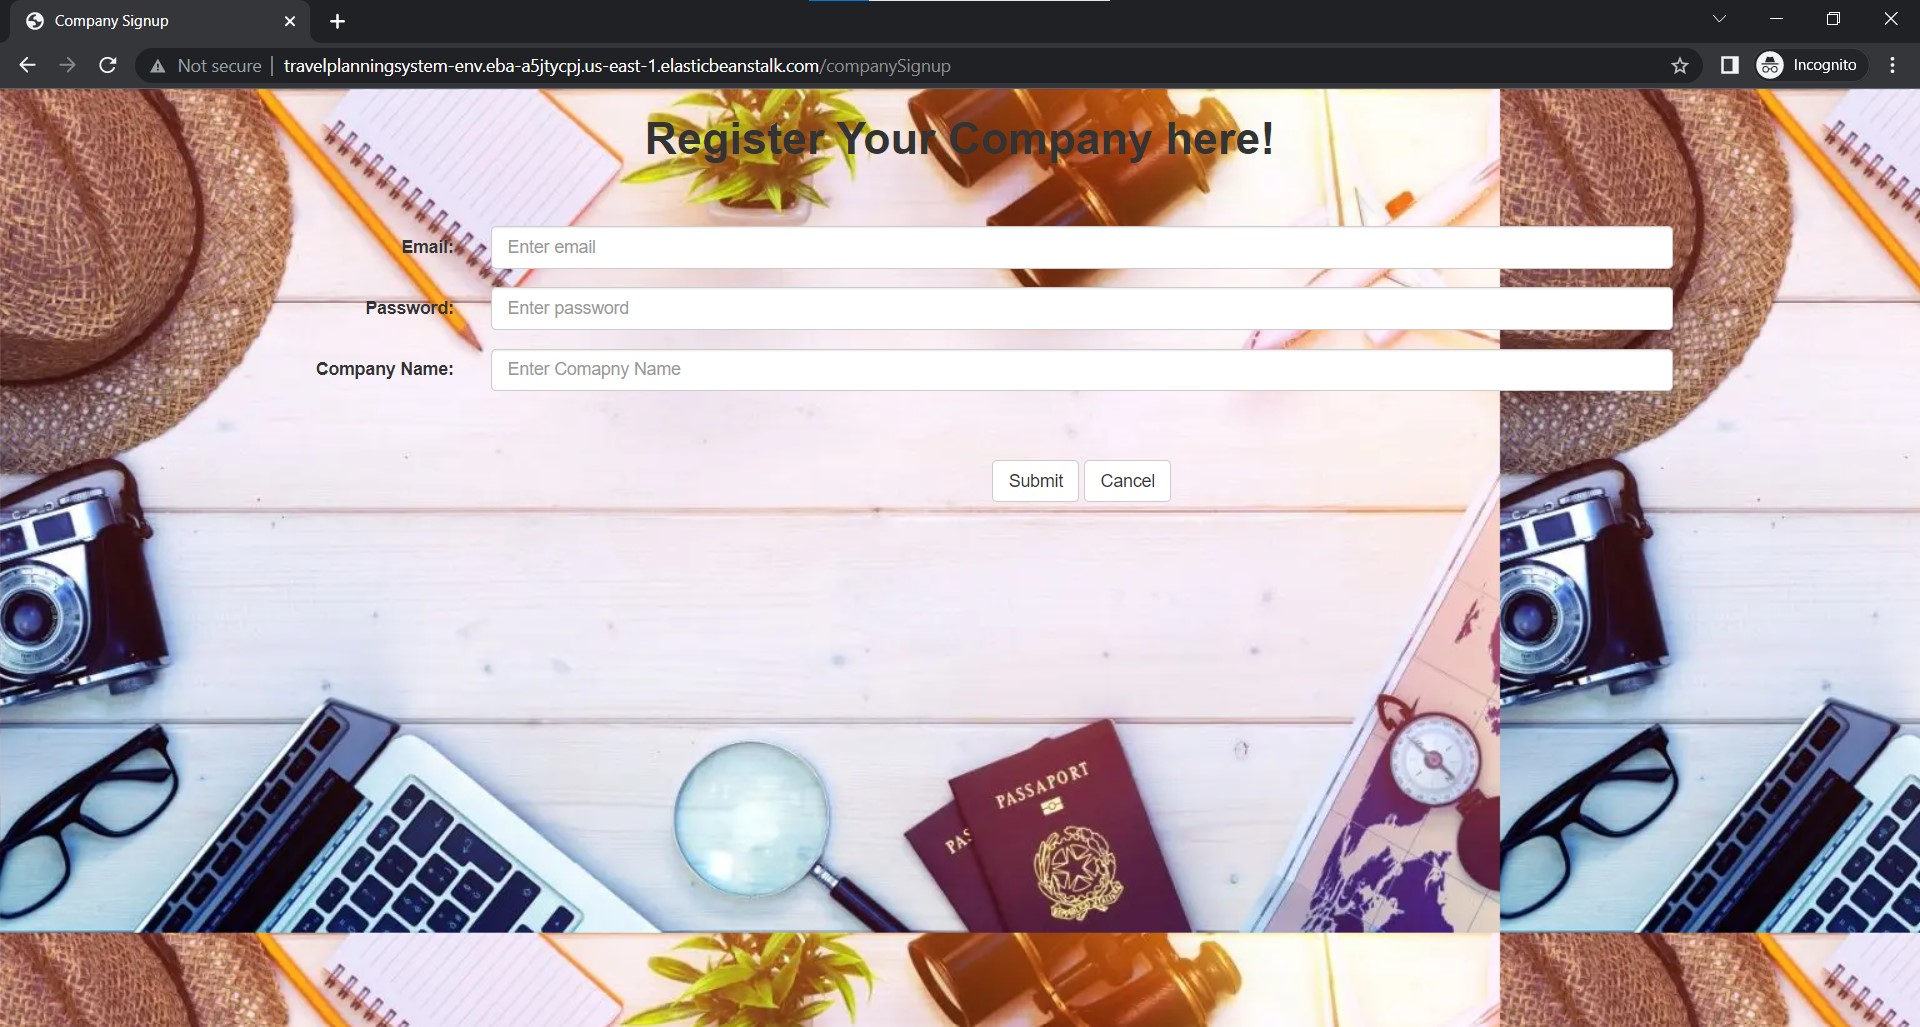 Company Signup
Not secure travelplanningsystem-env.eba-a5jtycpj.us-east-1.elasticbeanstalk.com/companySignup
Incognito
Register Your Company here!
Email: Enter email
Password: Enter password
Company Name: Enter Comapny Name
Submit Cancel
PASSAPORT
PAS